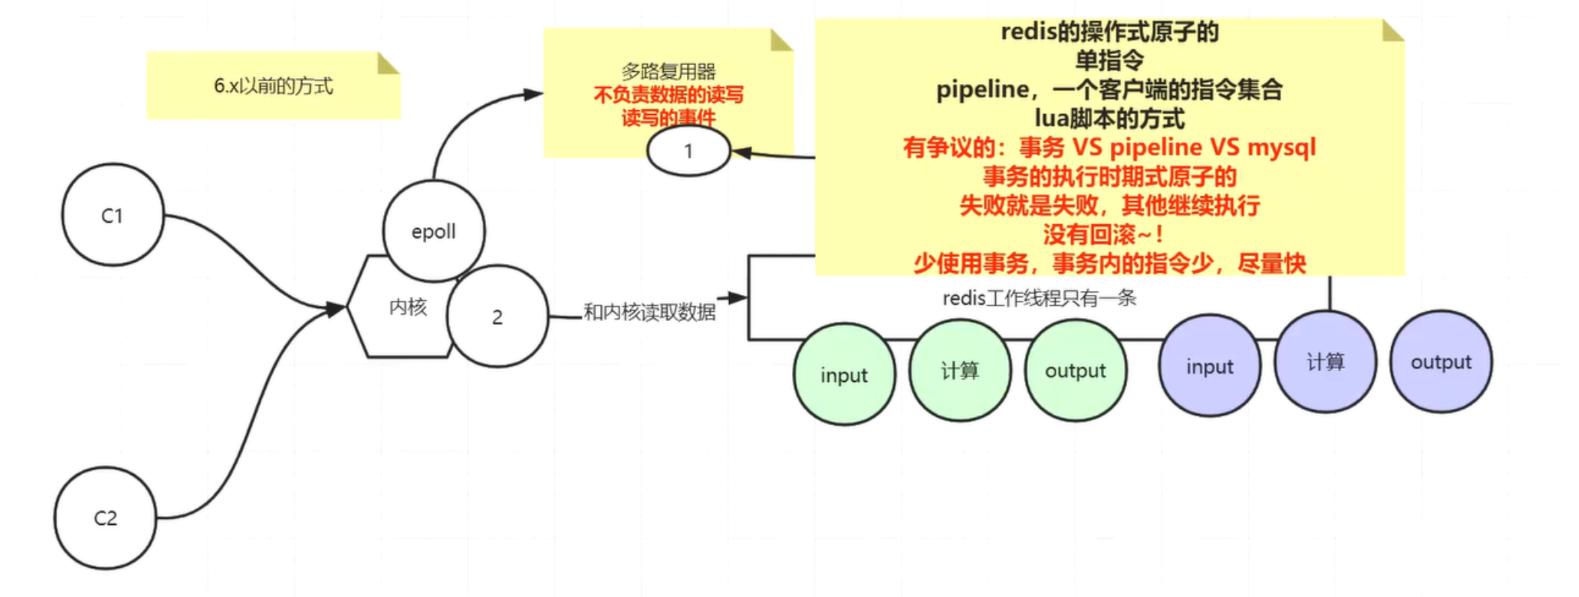 6.x以前的方式
多路复用器
不负责数据的读写
读写的事件
1
redis的操作式原子的
单指令
pipeline，一个客户端的指令集合
lua脚本的方式
有争议的：事务 VS pipeline VS mysql
事务的执行时期式原子的
失败就是失败，其他继续执行
没有回滚~！
少使用事务，事务内的指令少，尽量快
C1
epoll
内核
2
和内核读取数据
redis工作线程只有一条
input
计算
output
input
计算
output
C2